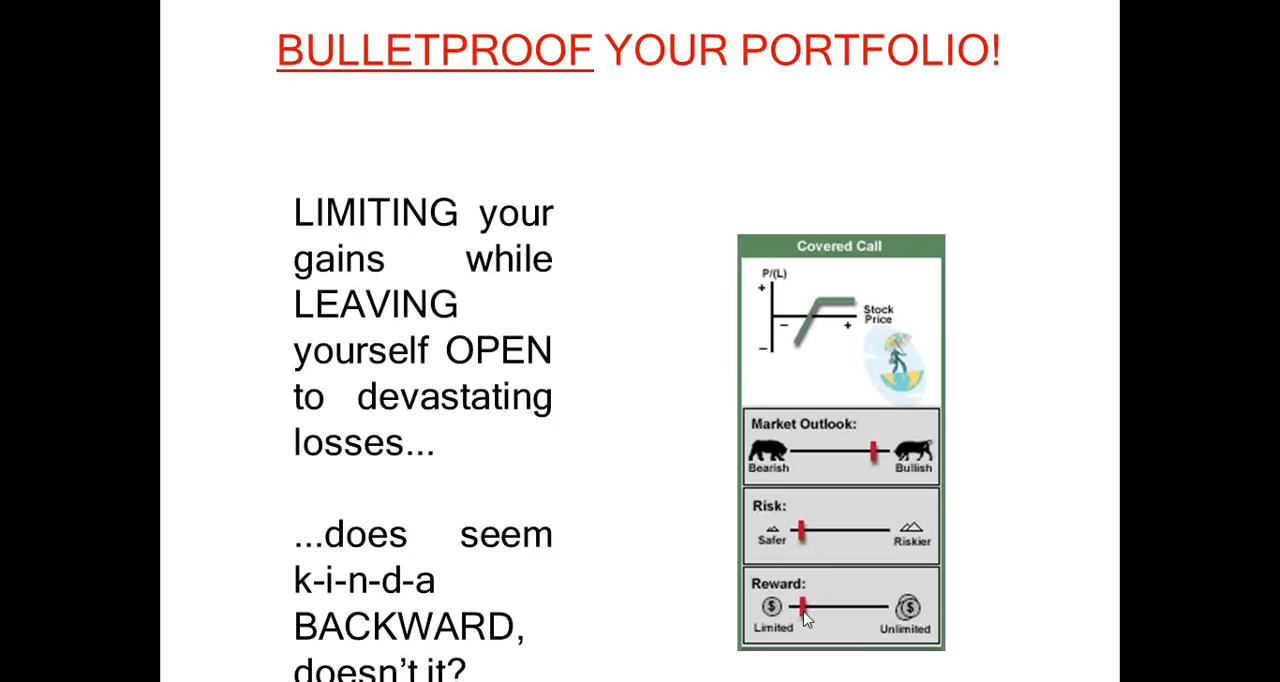 BULLETPROOF YOUR PORTFOLIO!
LIMITING your
gains while
LEAVING
yourself OPEN
to devastating
losses...
...does seem
k-i-n-d-a
BACKWARD,
doesn't it?
Covered Call
P/(L)
+
Stock
Price
– +
–
Market Outlook:
Bearish Bullish
Risk:
Safer Riskier
Reward:
$ $
Limited Unlimited